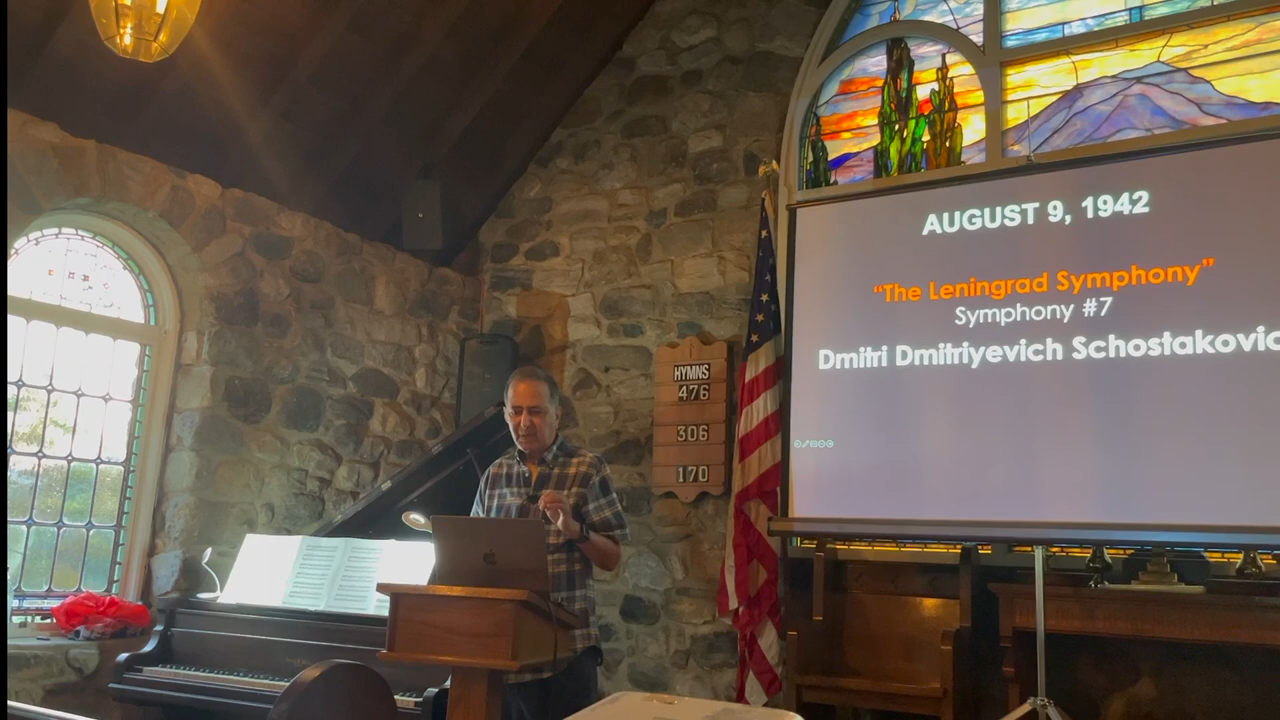 HYMNS
476
306
170
AUGUST 9, 1942
“The Leningrad Symphony”
Symphony #7
Dmitri Dmitriyevich Schostakovic